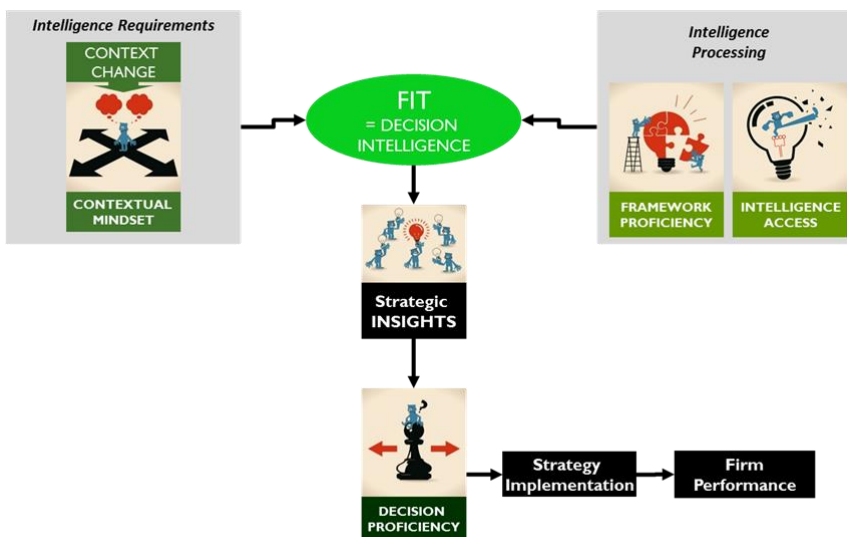 Intelligence Requirements
CONTEXT
CHANGE
CONTEXTUAL
MINDSET
FIT
= DECISION
INTELLIGENCE
Intelligence
Processing
FRAMEWORK
PROFICIENCY
INTELLIGENCE
ACCESS
Strategic
INSIGHTS
DECISION
PROFICIENCY
Strategy
Implementation
Firm
Performance